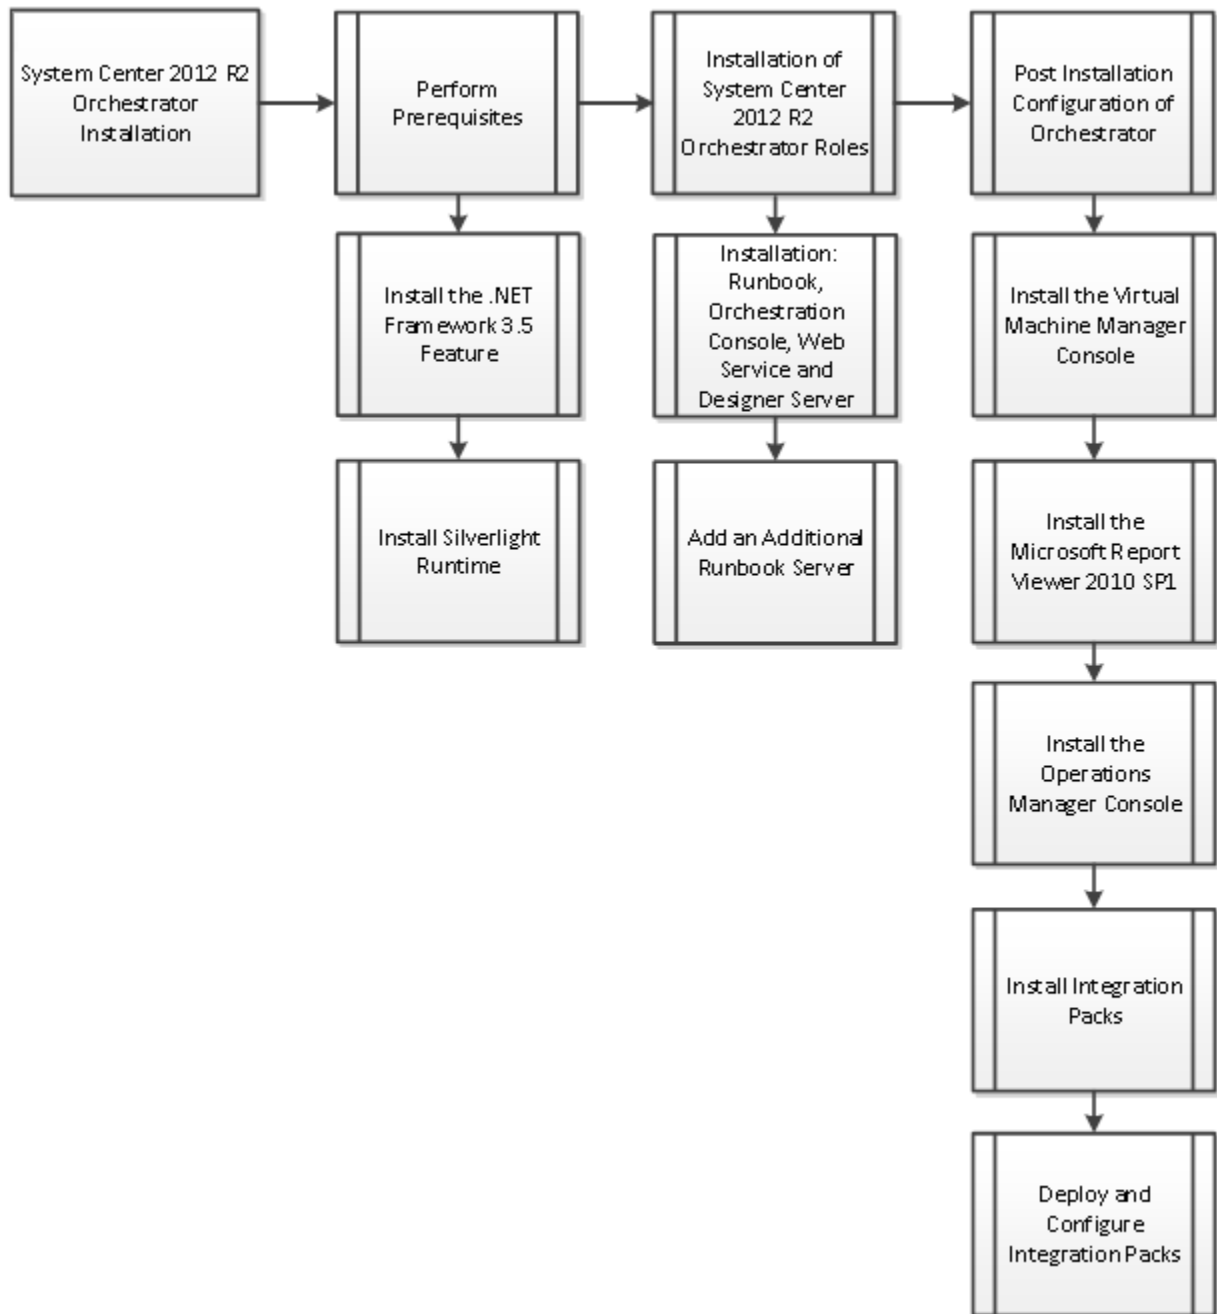 System Center 2012 R2
Orchestrator
Installation
Perform
Prerequisites
Installation of
System Center
2012 R2
Orchestrator Roles
Post Installation
Configuration of
Orchestrator
Install the .NET
Framework 3.5
Feature
Installation:
Runbook,
Orchestration
Console, Web
Service and
Designer Server
Install the Virtual
Machine Manager
Console
Install Silverlight
Runtime
Add an Additional
Runbook Server
Install the
Microsoft Report
Viewer 2010 SP1
Install the
Operations
Manager Console
Install Integration
Packs
Deploy and
Configure
Integration Packs